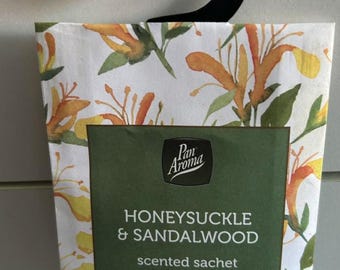 Pan
Aroma
HONEYSUCKLE
& SANDALWOOD
scented sachet